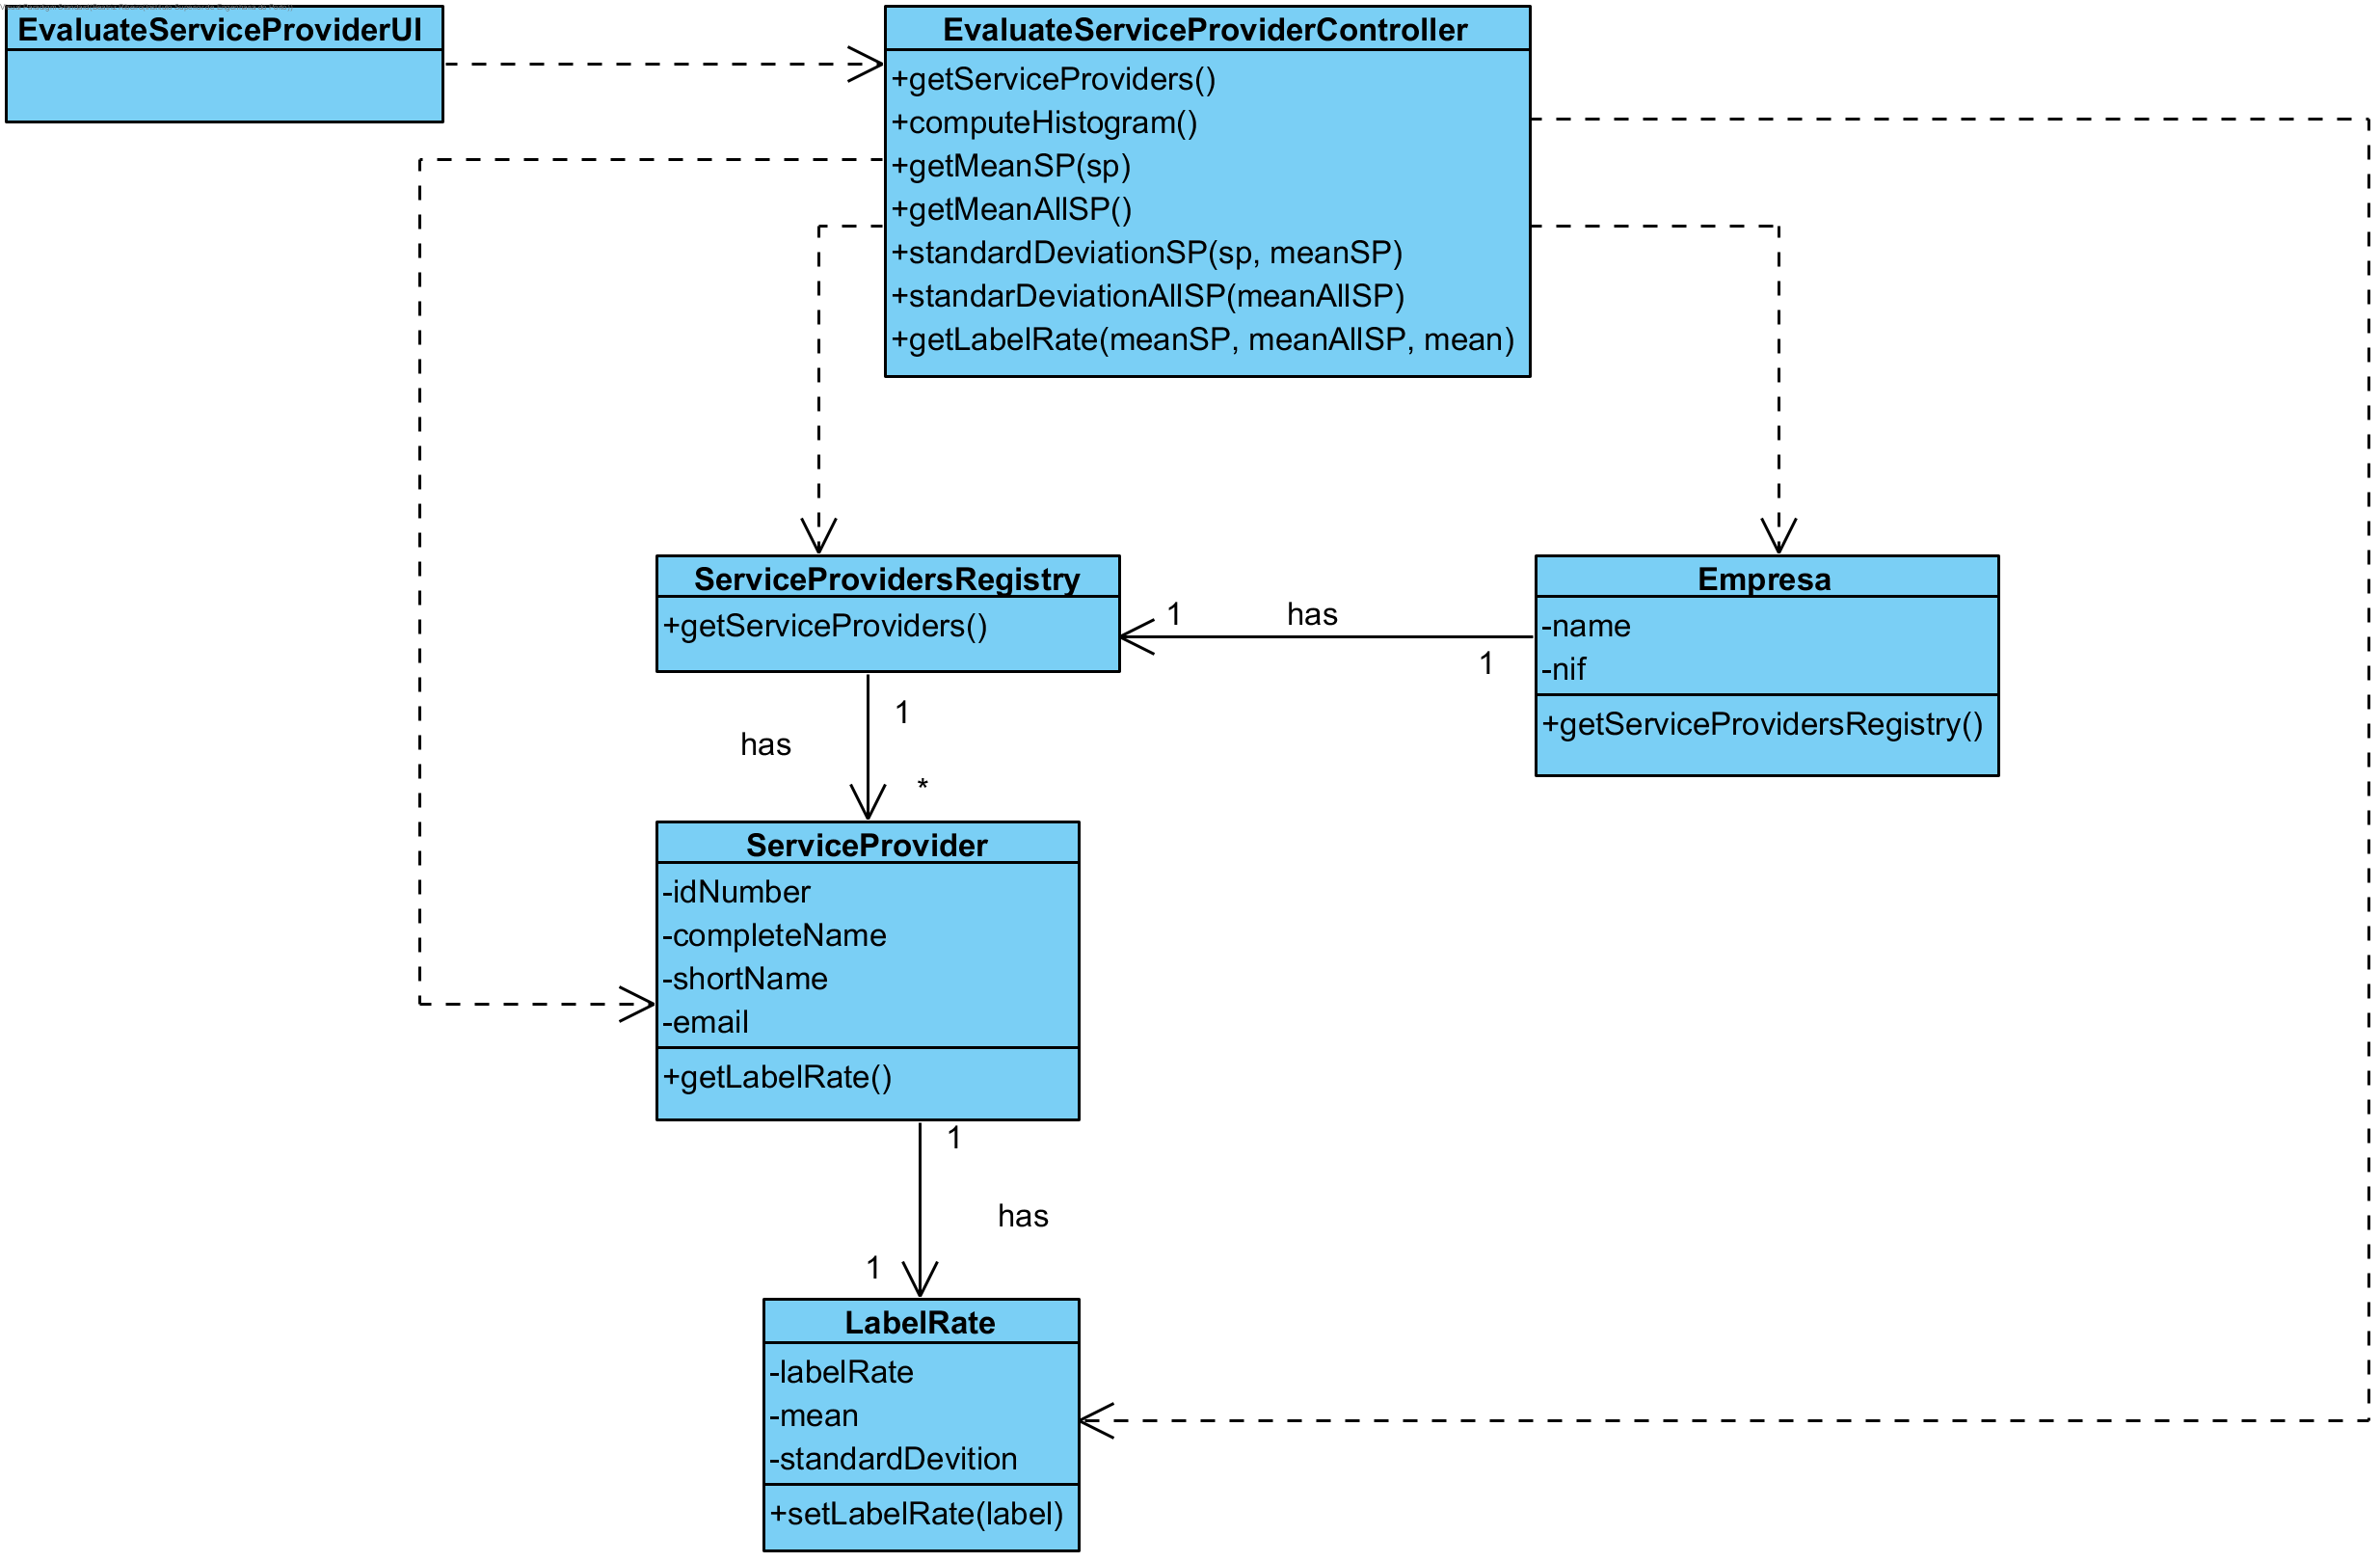 EvaluateServiceProviderUI
EvaluateServiceProviderController
+getServiceProviders()
+computeHistogram()
+getMeanSP(sp)
+getMeanAllSP()
+standardDeviationSP(sp, meanSP)
+standarDeviationAllSP(meanAllSP)
+getLabelRate(meanSP, meanAllSP, mean)
ServiceProvidersRegistry
+getServiceProviders()
1
has
1
Empresa
-name
-nif
+getServiceProvidersRegistry()
1
has
*
ServiceProvider
-idNumber
-completeName
-shortName
-email
+getLabelRate()
1
has
1
LabelRate
-labelRate
-mean
-standardDevition
+setLabelRate(label)